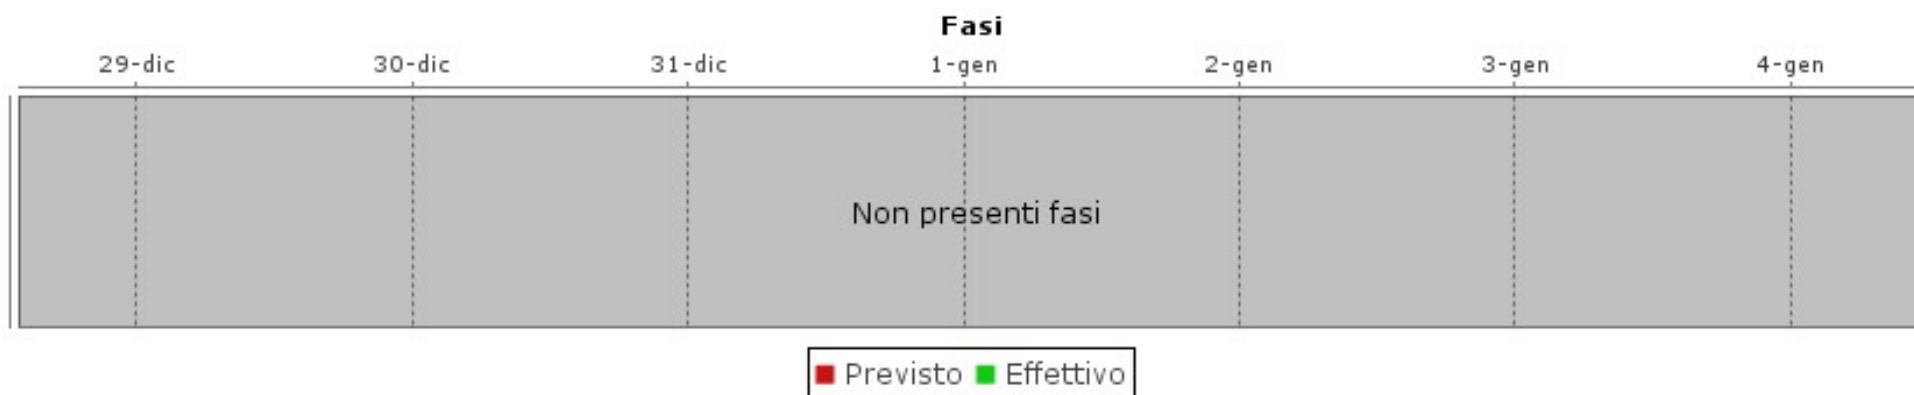 Fasi
29-dic 30-dic 31-dic 1-gen 2-gen 3-gen 4-gen
Non presenti fasi
Previsto Effettivo